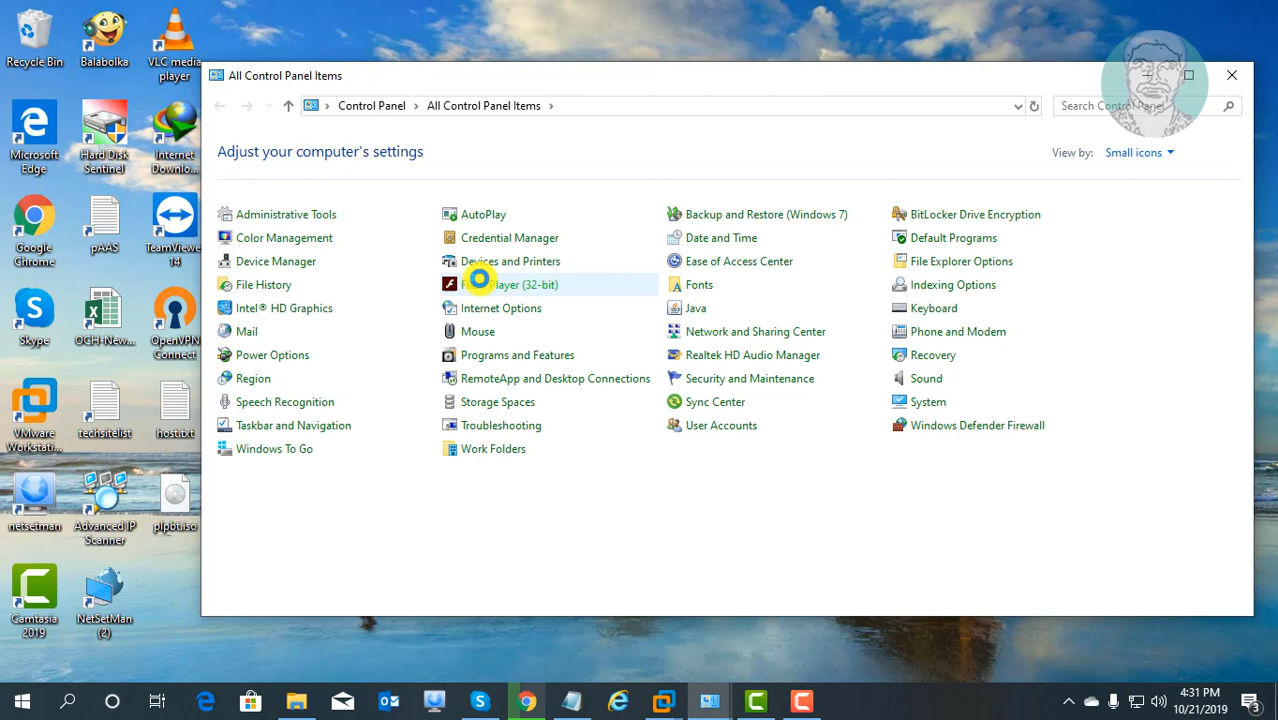 Recycle Bin
Balabolka
VLC media
player
Microsoft
Edge
Hard Disk
Sentinel
Internet
Downlo...
Google
Chrome
pAAS
TeamViewer
14
Skype
OCH-New...
OpenVPN
Connect
VMware
Workstati...
techsitelist
host.txt
netsetman
Advanced IP
Scanner
plpbt.iso
Camtasia
2019
NetSetMan
(2)
All Control Panel Items
Control Panel > All Control Panel Items >
Search Control Panel
Adjust your computer's settings
View by: Small icons
Administrative Tools
AutoPlay
Backup and Restore (Windows 7)
BitLocker Drive Encryption
Color Management
Credential Manager
Date and Time
Default Programs
Device Manager
Devices and Printers
Ease of Access Center
File Explorer Options
File History
Player (32-bit)
Fonts
Indexing Options
Intel® HD Graphics
Internet Options
Java
Keyboard
Mail
Mouse
Network and Sharing Center
Phone and Modem
Power Options
Programs and Features
Realtek HD Audio Manager
Recovery
Region
RemoteApp and Desktop Connections
Security and Maintenance
Sound
Speech Recognition
Storage Spaces
Sync Center
System
Taskbar and Navigation
Troubleshooting
User Accounts
Windows Defender Firewall
Windows To Go
Work Folders
4:31 PM
10/21/2019
3